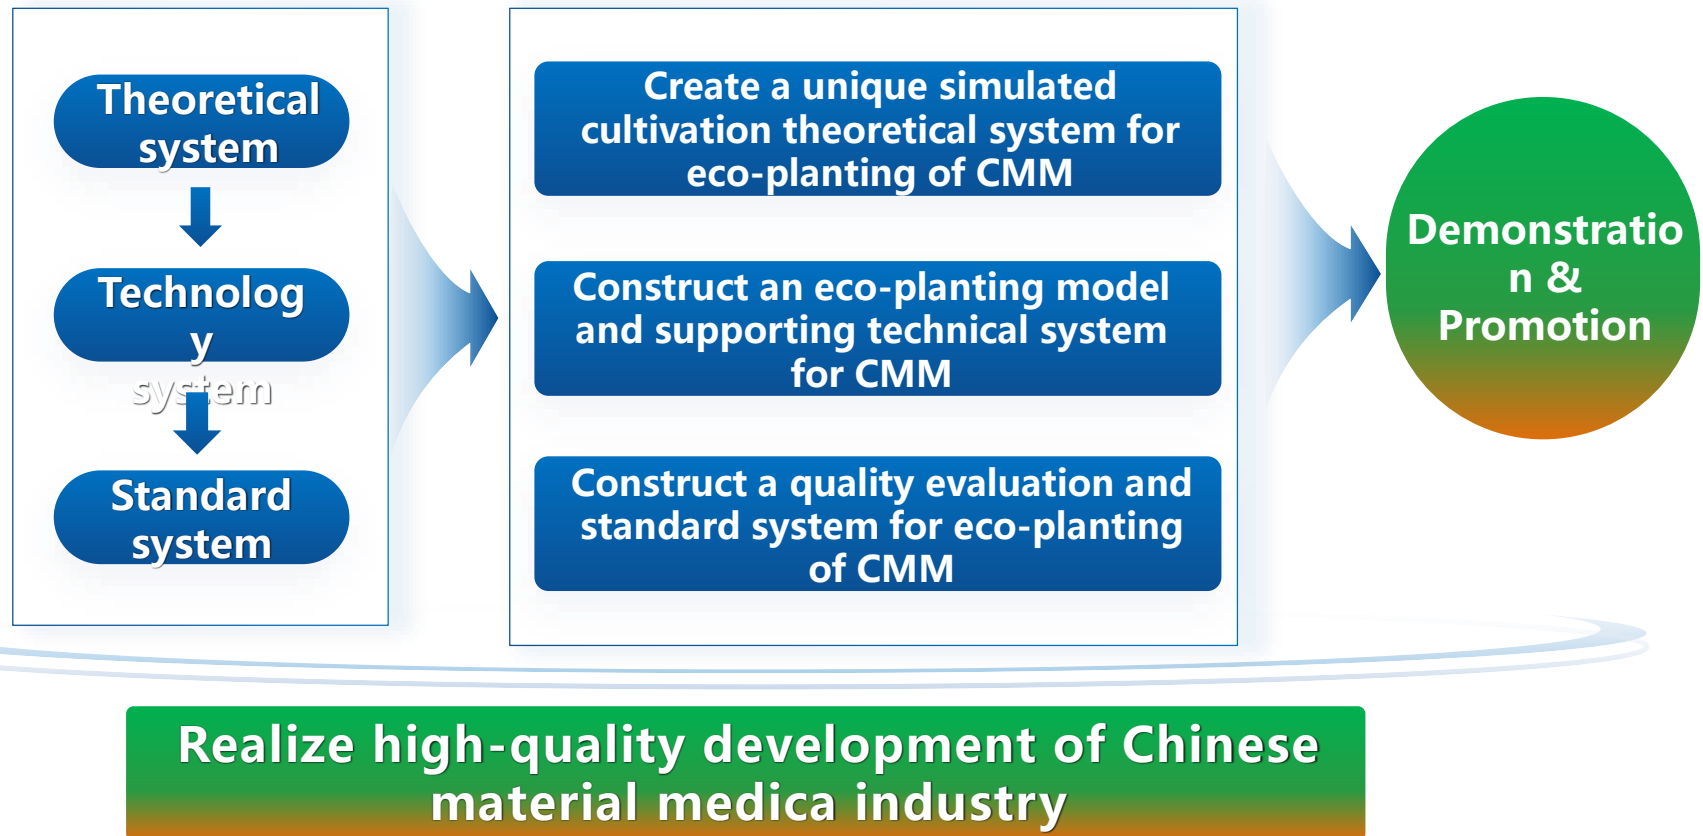 Theoretical
system
Technolog
y
system
Standard
system
Create a unique simulated
cultivation theoretical system for
eco-planting of CMM
Construct an eco-planting model
and supporting technical system
for CMM
Construct a quality evaluation and
standard system for eco-planting
of CMM
Demonstratio
n &
Promotion
Realize high-quality development of Chinese
material medica industry